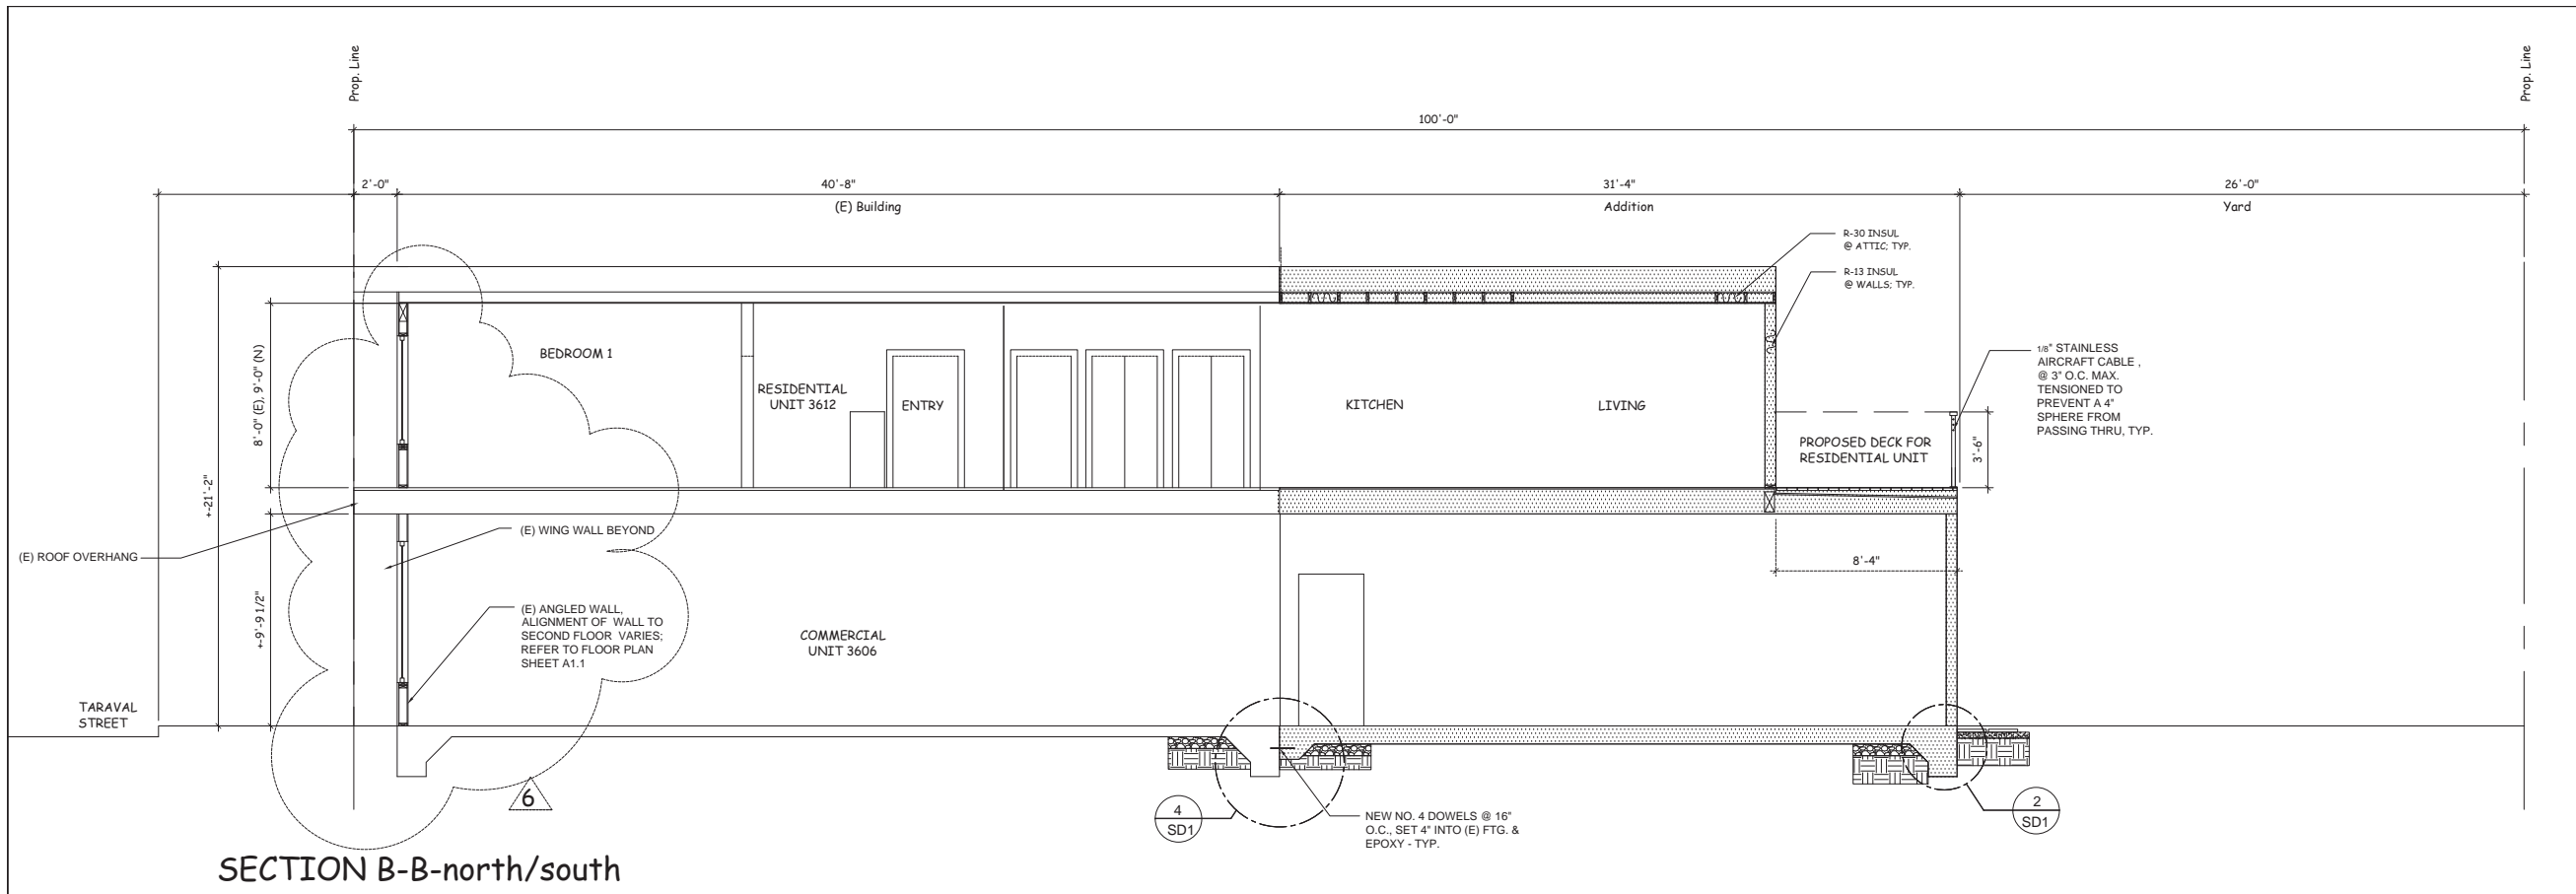 Prop. Line
Prop. Line
100'-0"
2'-0"
40'-8"
31'-4"
26'-0"
(E) Building
Addition
Yard
R-30 INSUL
@ ATTIC; TYP.
R-13 INSUL
@ WALLS; TYP.
8'-0" (E), 9'-0" (N)
+-21'-2"
+-9'-9 1/2"
BEDROOM 1
RESIDENTIAL
UNIT 3612
ENTRY
KITCHEN
LIVING
PROPOSED DECK FOR
RESIDENTIAL UNIT
3'-6"
1/8" STAINLESS
AIRCRAFT CABLE ,
@ 3" O.C. MAX.
TENSIONED TO
PREVENT A 4"
SPHERE FROM
PASSING THRU, TYP.
(E) ROOF OVERHANG
(E) WING WALL BEYOND
8'-4"
(E) ANGLED WALL,
ALIGNMENT OF WALL TO
SECOND FLOOR VARIES;
REFER TO FLOOR PLAN
SHEET A1.1
COMMERCIAL
UNIT 3606
TARAVAL
STREET
6
4
SD1
NEW NO. 4 DOWELS @ 16"
O.C., SET 4" INTO (E) FTG. &
EPOXY - TYP.
2
SD1
SECTION B-B-north/south